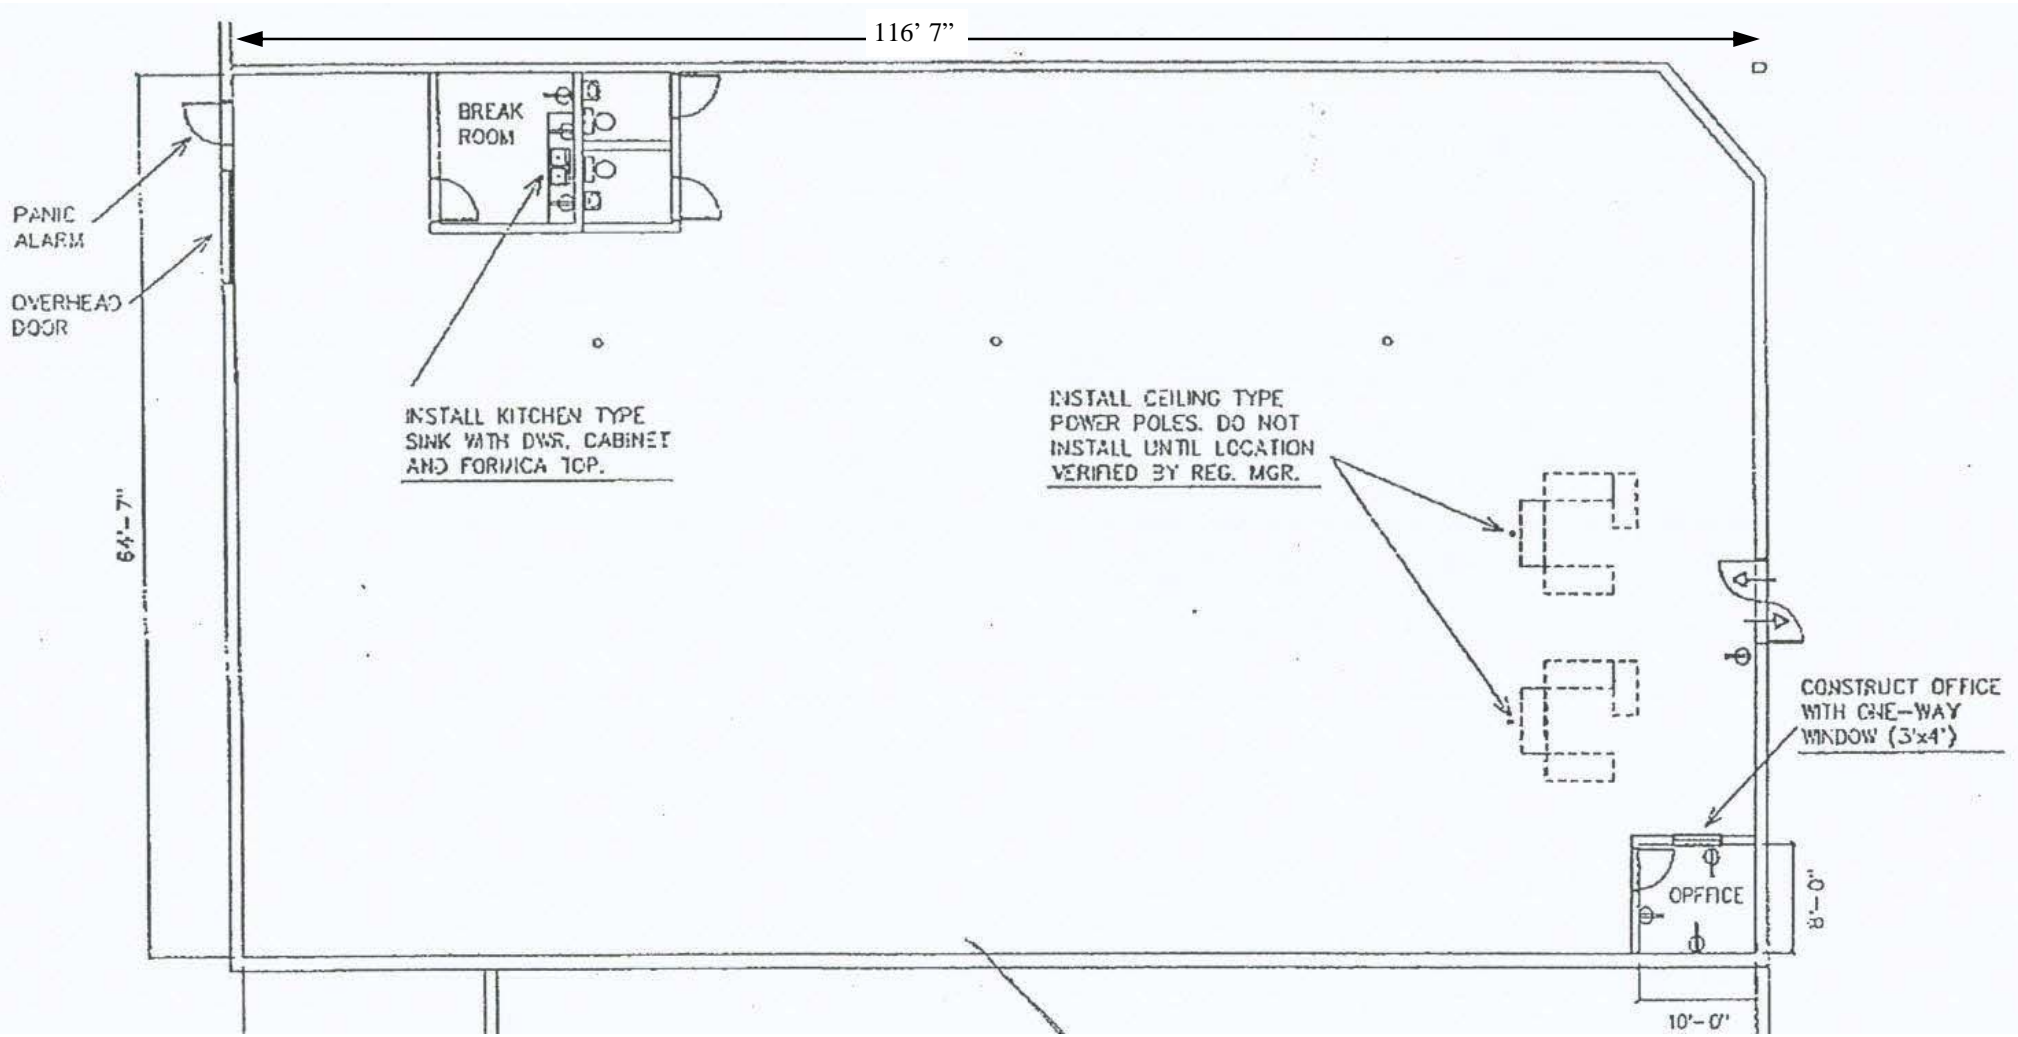 116’ 7”
BREAK
ROOM
PANIC
ALARM
OVERHEAD
DOOR
INSTALL KITCHEN TYPE
SINK WITH DWR. CABINET
AND FORMICA TOP.
INSTALL CEILING TYPE
POWER POLES. DO NOT
INSTALL UNTIL LOCATION
VERIFIED BY REG. MGR.
64'-7"
CONSTRUCT OFFICE
WITH ONE-WAY
WINDOW (3'x4')
OPFFICE
8'-0"
10'-0"